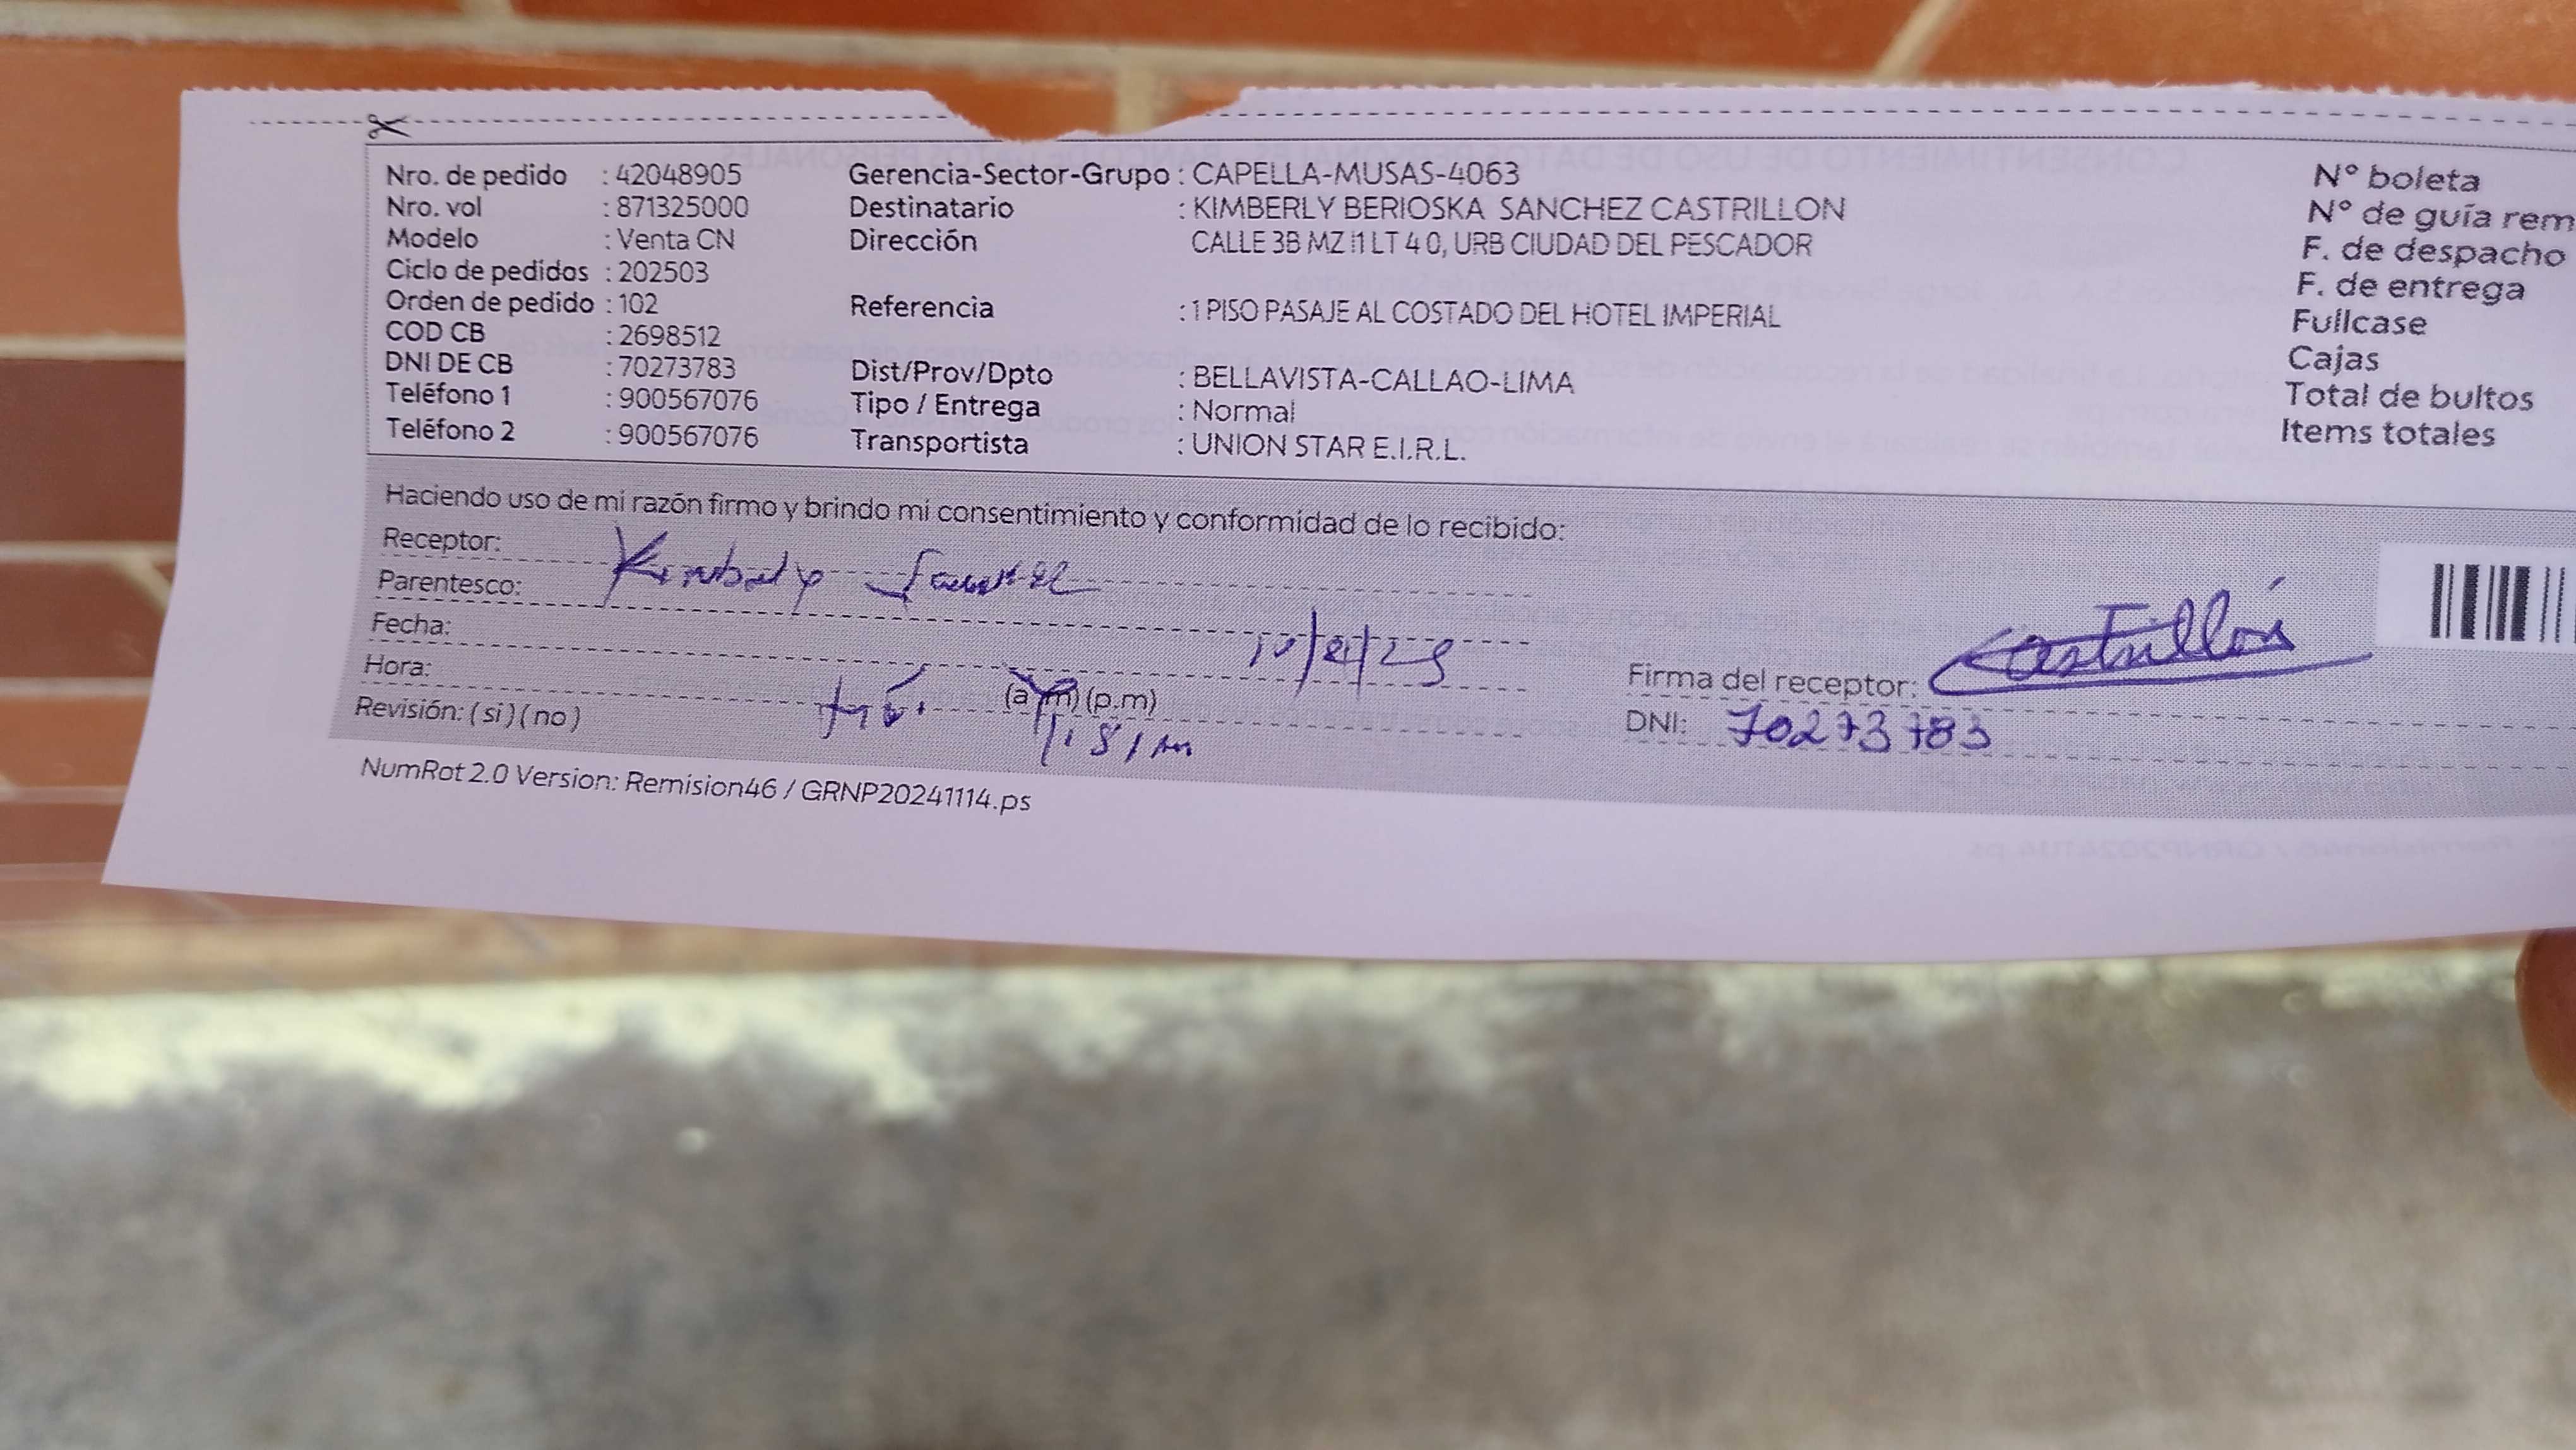 Nro. de pedido : 42048905
Nro. vol : 871325000
Modelo : Venta CN
Ciclo de pedidos : 202503
Orden de pedido : 102
COD CB : 2698512
DNI DE CB : 70273783
Teléfono 1 : 900567076
Teléfono 2 : 900567076
Gerencia-Sector-Grupo : CAPELLA-MUSAS-4063
Destinatario : KIMBERLY BERIOSKA SANCHEZ CASTRILLON
Dirección CALLE 3B MZ i1 LT 4 0, URB CIUDAD DEL PESCADOR
Referencia : 1 PISO PASAJE AL COSTADO DEL HOTEL IMPERIAL
Dist/Prov/Dpto : BELLAVISTA-CALLAO-LIMA
Tipo / Entrega : Normal
Transportista : UNION STAR E.I.R.L.
N° boleta
N° de guía rem
F. de despacho
F. de entrega
Fullcase
Cajas
Total de bultos
Items totales
Haciendo uso de mi razón firmo y brindo mi consentimiento y conformidad de lo recibido:
Receptor:
Parentesco:
Fecha:
Hora: (a.m) (p.m)
Revisión: ( si ) ( no )
Firma del receptor: Castrillón
DNI: 70273783
NumRot 2.0 Version: Remision46 / GRNP20241114.ps